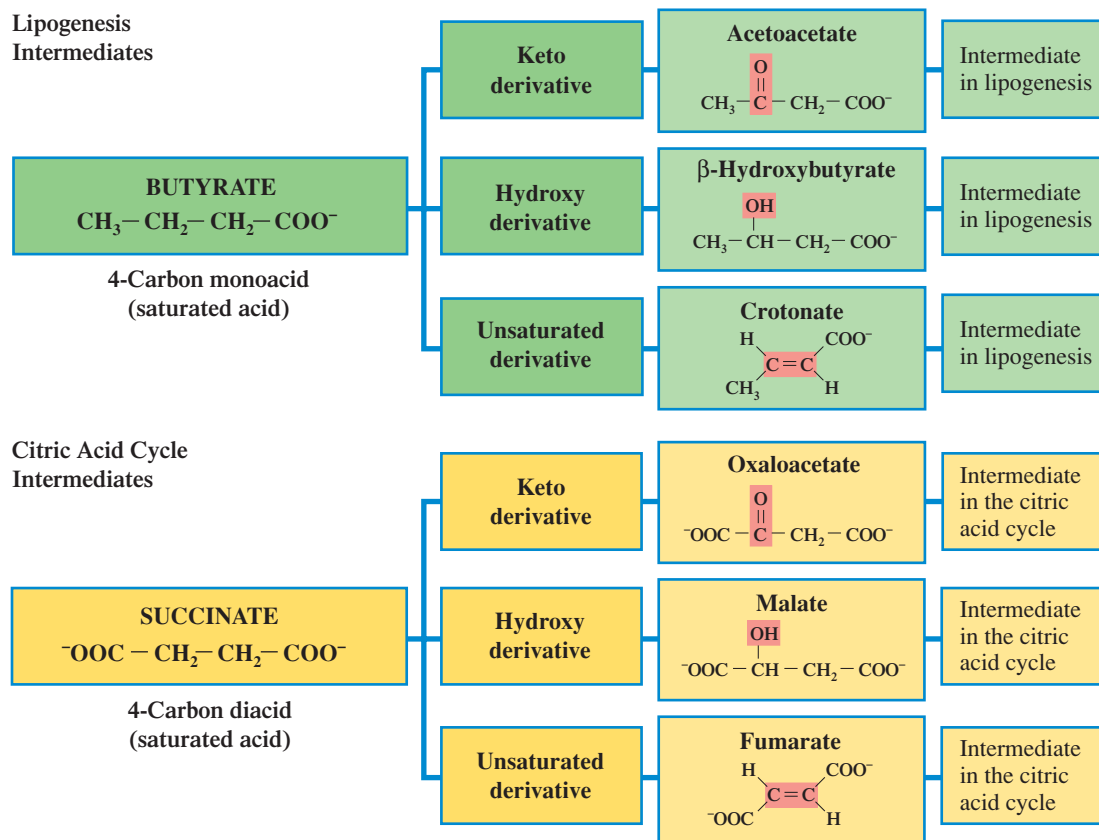 Lipogenesis
Intermediates
BUTYRATE
CH₃—CH₂—CH₂—COO⁻
4-Carbon monoacid
(saturated acid)
Keto
derivative
Acetoacetate
O
CH₃—C—CH₂—COO⁻
Intermediate
in lipogenesis
Hydroxy
derivative
β-Hydroxybutyrate
OH
CH₃—CH—CH₂—COO⁻
Intermediate
in lipogenesis
Unsaturated
derivative
Crotonate
H COO⁻
C=C
CH₃ H
Intermediate
in lipogenesis
Citric Acid Cycle
Intermediates
SUCCINATE
⁻OOC—CH₂—CH₂—COO⁻
4-Carbon diacid
(saturated acid)
Keto
derivative
Oxaloacetate
O
⁻OOC—C—CH₂—COO⁻
Intermediate
in the citric
acid cycle
Hydroxy
derivative
Malate
OH
⁻OOC—CH—CH₂—COO⁻
Intermediate
in the citric
acid cycle
Unsaturated
derivative
Fumarate
H COO⁻
C=C
⁻OOC H
Intermediate
in the citric
acid cycle